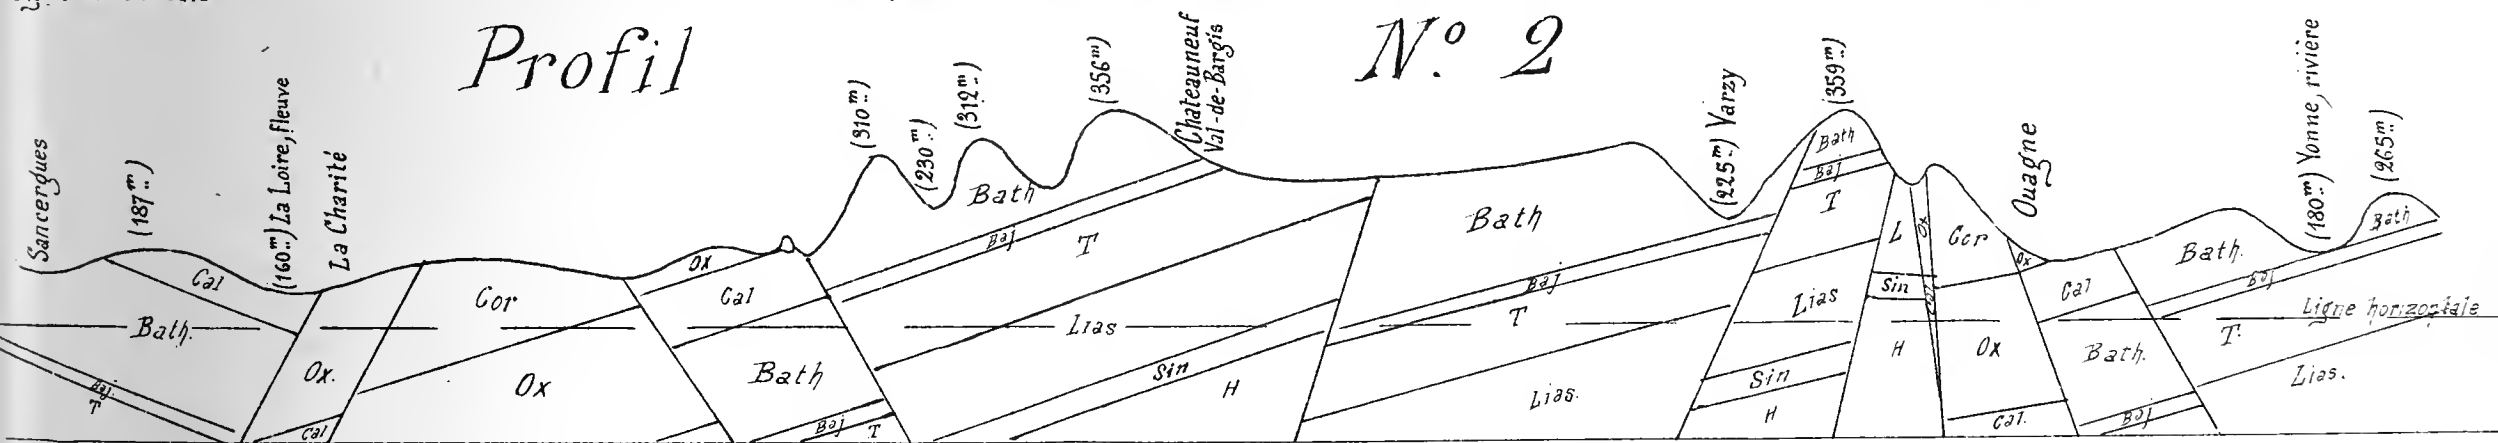 Profil Nº 2
(Sancergues
(187m)
(160m) La Loire, fleuve
La Charité
(310m)
(230m)
(312m)
(356m)
Chateauneuf
Val-de-Bargis
(225m) Varzy
(359m)
Ouagne
(180m) Yonne, rivière
(265m)
Cal
Bath.
Baj.
T
Ox.
Cal
Cor
Ox
Ox
Cal
Bath
Baj
T
Bath
Baj
T
Lias
Sin
H
Bath
Baj
T
Lias.
Bath
Baj
T
Lias
Sin
H
L
Sin
H
Ox
Cal
Cor
Ox
Cal.
Ox
Cal
Bath.
Baj
Bath.
Baj
Bath
Ligne horizontale
T.
Lias.